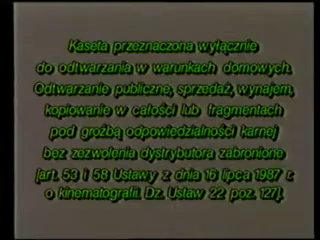 Kaseta przeznaczona wyłącznie
do odtwarzania w warunkach domowych.
Odtwarzanie publiczne, sprzedaż, wynajem,
kopiowanie w całości lub fragmentach
pod groźbą odpowiedzialności karnej
bez zezwolenia dystrybutora zabronione
[art. 53 i 58 Ustawy z dnia 16 lipca 1987 r.
o kinematografii. Dz. Ustaw 22 poz. 127].